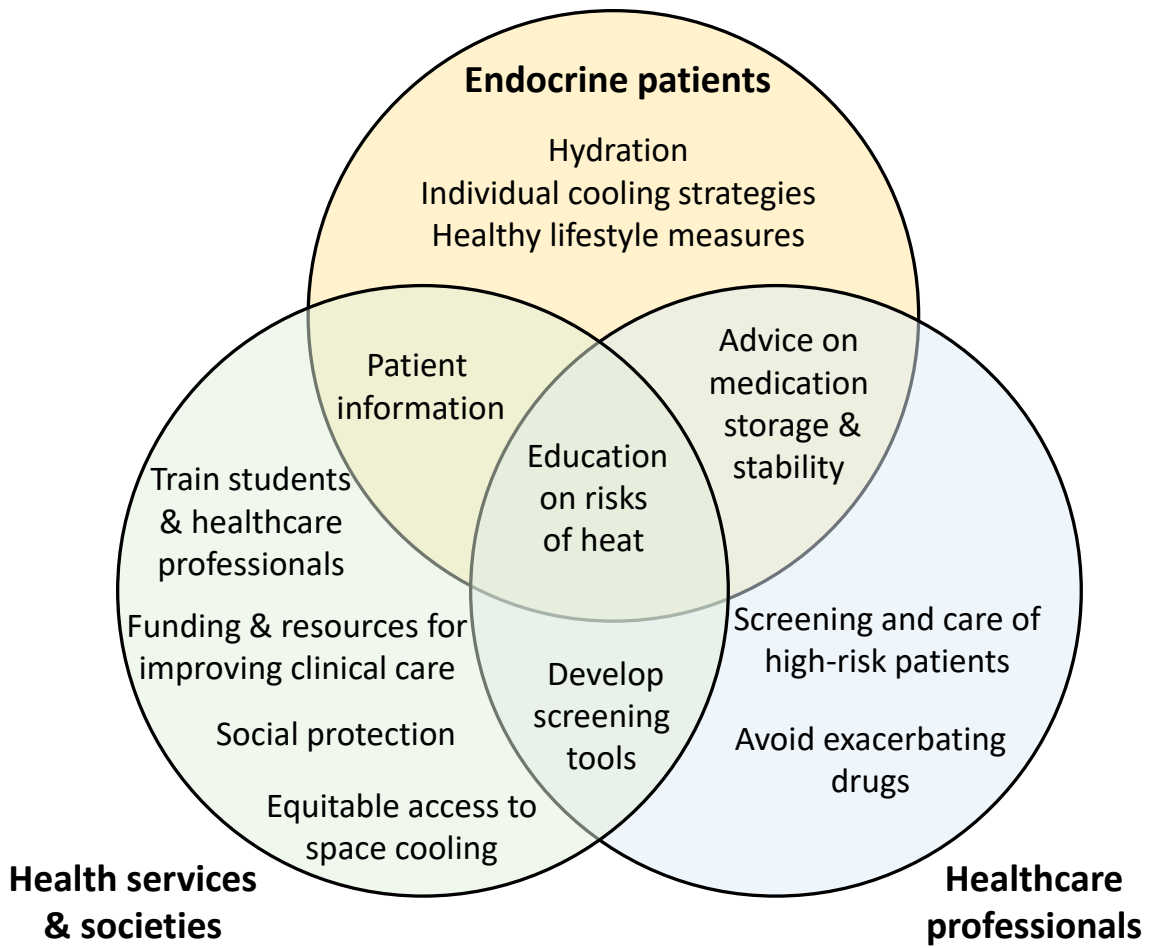 Endocrine patients
Hydration
Individual cooling strategies
Healthy lifestyle measures
Patient
information
Advice on
medication
storage &
stability
Education
on risks
of heat
Train students
& healthcare
professionals
Funding & resources for
improving clinical care
Social protection
Equitable access to
space cooling
Develop
screening
tools
Screening and care of
high-risk patients
Avoid exacerbating
drugs
Health services
& societies
Healthcare
professionals